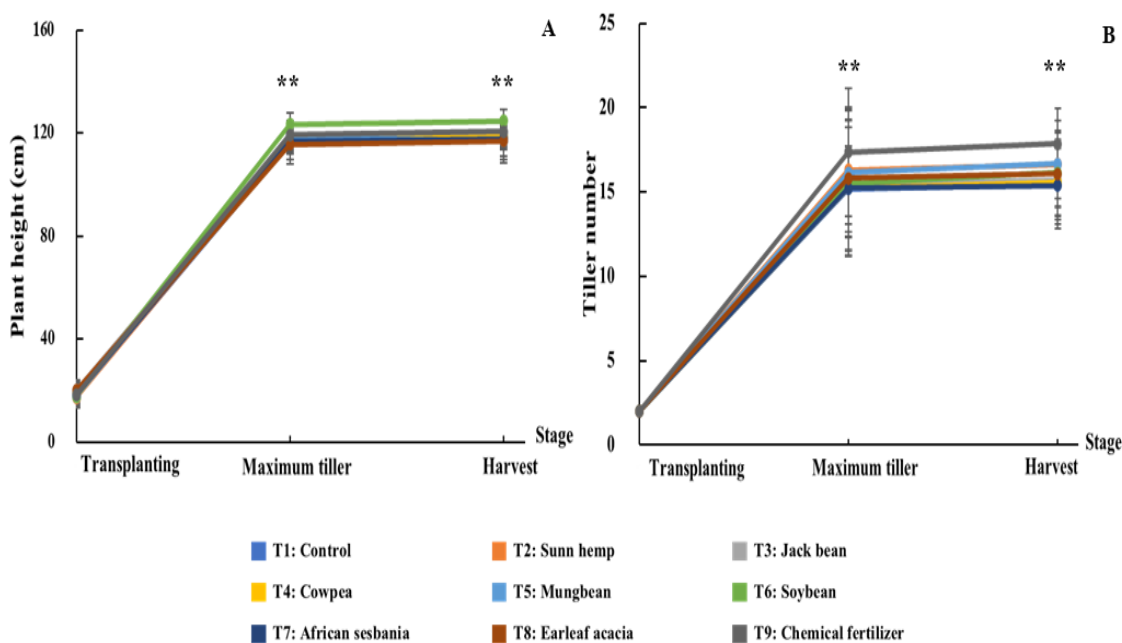 A
160
120
80
40
0
Plant height (cm)
**
**
Stage
Transplanting
Maximum tiller
Harvest
B
25
20
15
10
5
0
Tiller number
**
**
Stage
Transplanting
Maximum tiller
Harvest
T1: Control
T2: Sunn hemp
T3: Jack bean
T4: Cowpea
T5: Mungbean
T6: Soybean
T7: African sesbania
T8: Earleaf acacia
T9: Chemical fertilizer